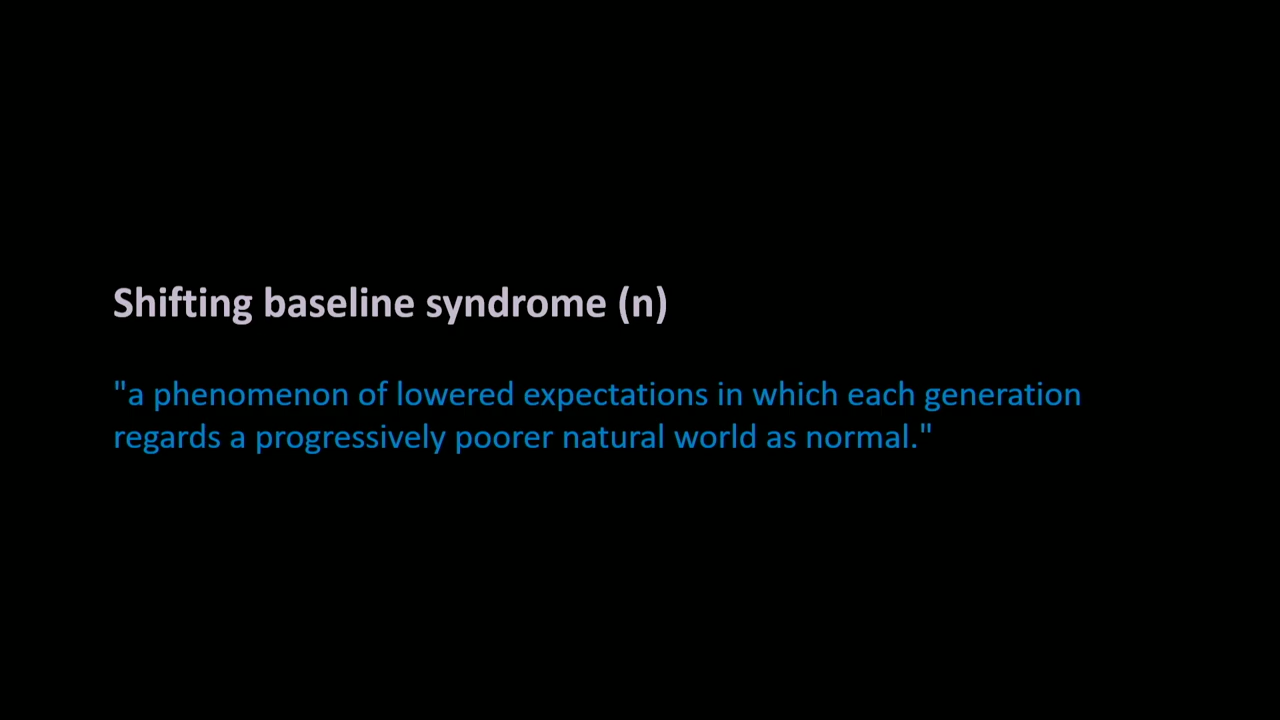 Shifting baseline syndrome (n)
"a phenomenon of lowered expectations in which each generation
regards a progressively poorer natural world as normal."